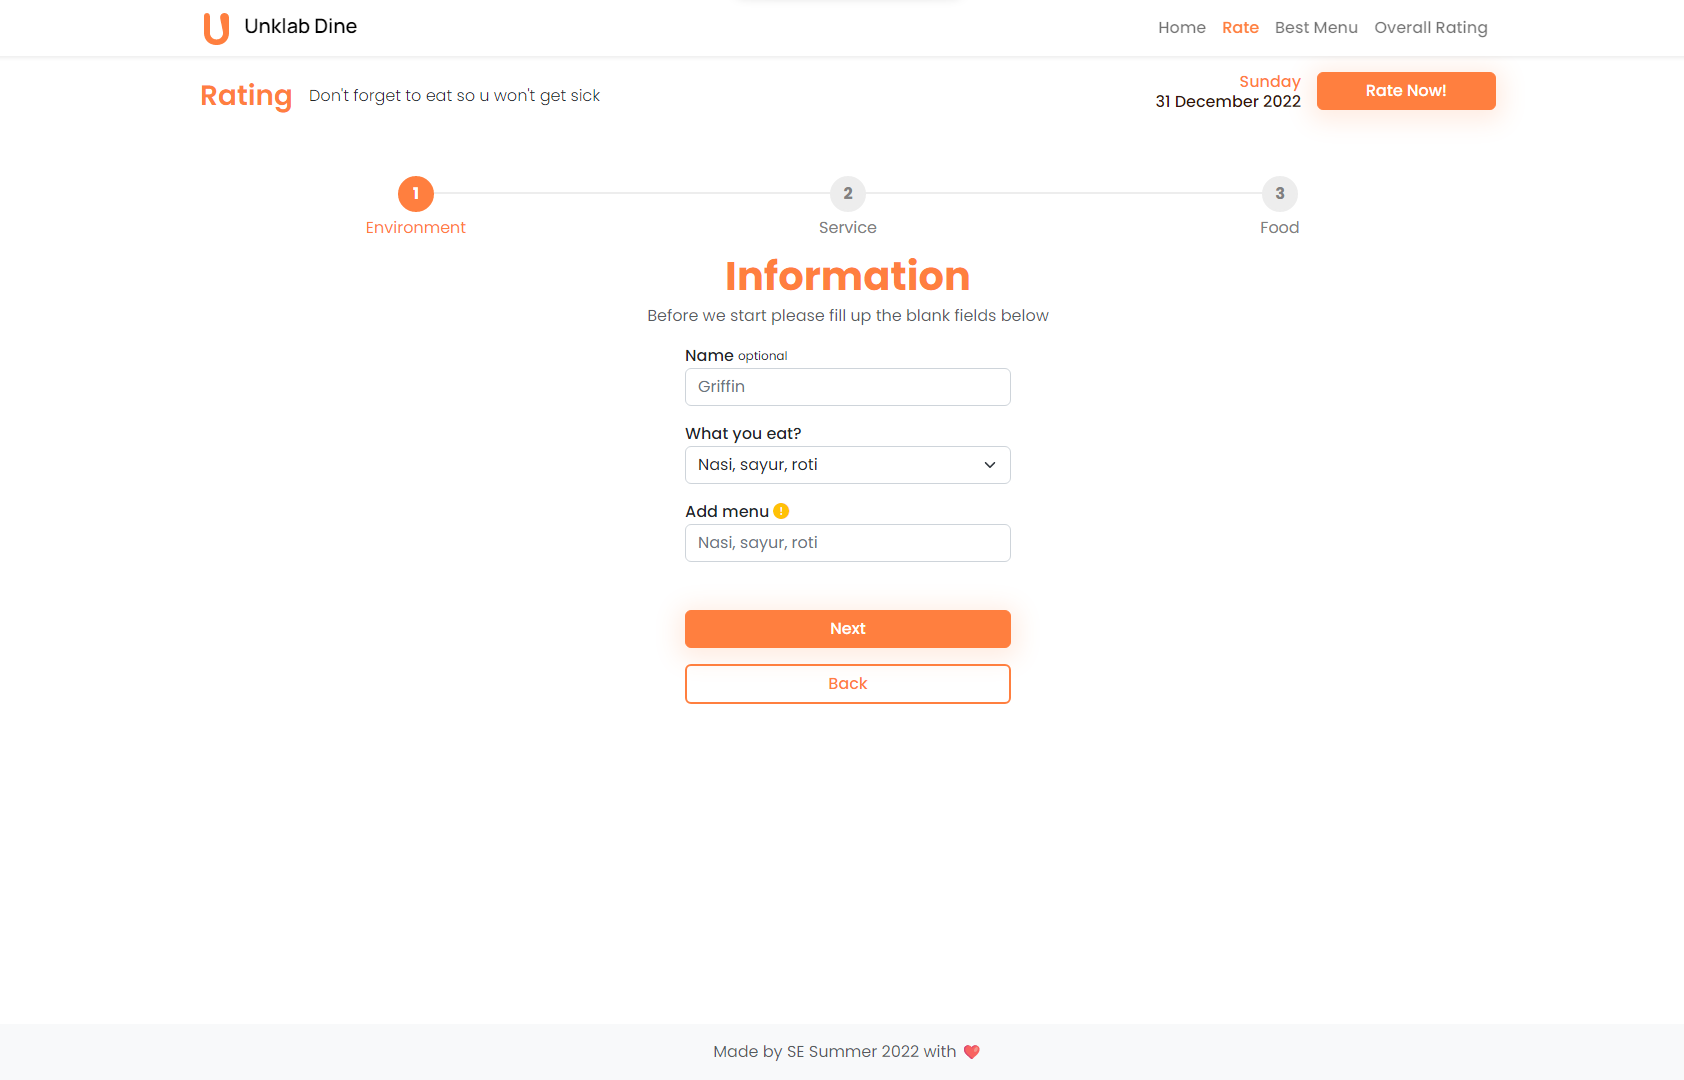 Unklab Dine
Home Rate Best Menu Overall Rating
Rating Don't forget to eat so u won't get sick
Sunday
31 December 2022
Rate Now!
1 2 3
Environment Service Food
Information
Before we start please fill up the blank fields below
Name optional
Griffin
What you eat?
Nasi, sayur, roti
Add menu
Nasi, sayur, roti
Next
Back
Made by SE Summer 2022 with